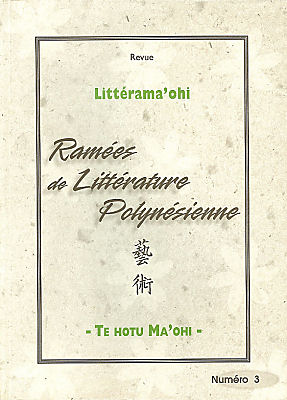 Revue
Littérama'ohi
Ramées
de Littérature
Polynésienne
藝
術
- Te hotu Ma'ohi -
Numéro 3